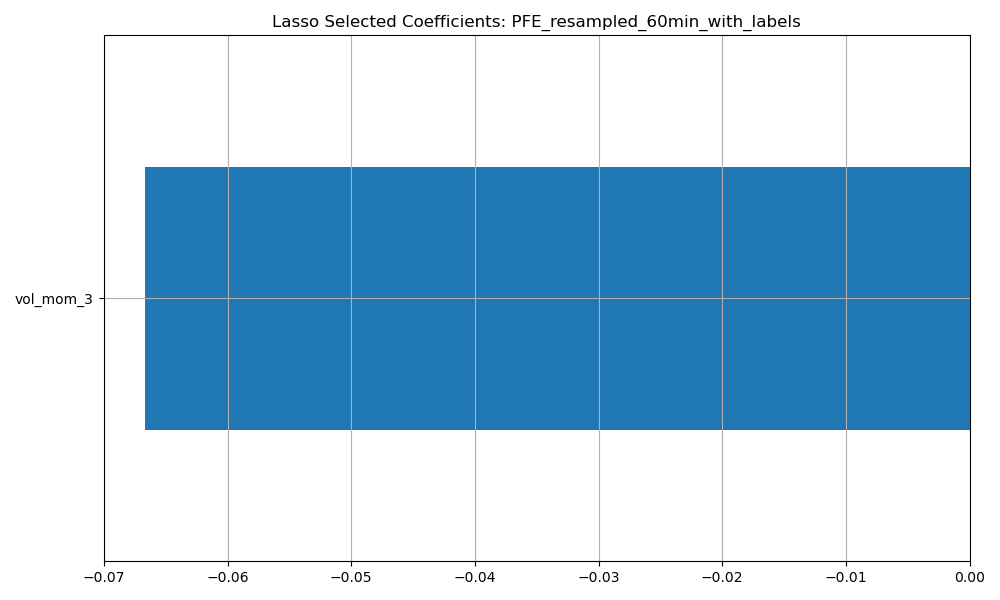 Lasso Selected Coefficients: PFE_resampled_60min_with_labels
vol_mom_3
−0.07 −0.06 −0.05 −0.04 −0.03 −0.02 −0.01 0.00